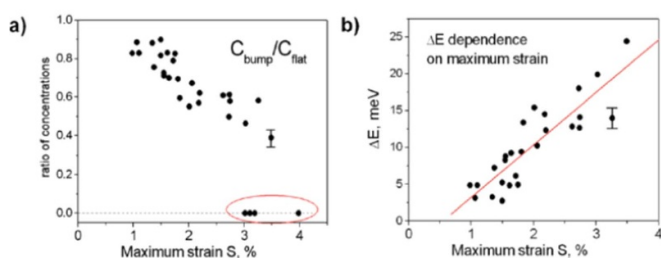 a)
1.0
0.8
0.6
0.4
0.2
0.0
ratio of concentrations
C_bump/C_flat
0 1 2 3 4
Maximum strain S, %
b)
25
20
15
10
5
0
ΔE, meV
ΔE dependence
on maximum strain
0 1 2 3 4
Maximum strain S, %